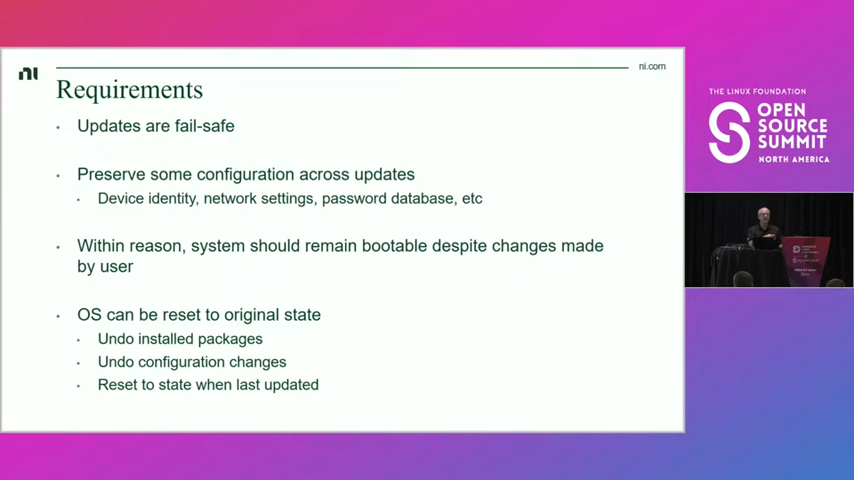 ni
ni.com
Requirements
Updates are fail-safe
Preserve some configuration across updates
Device identity, network settings, password database, etc
Within reason, system should remain bootable despite changes made
by user
OS can be reset to original state
Undo installed packages
Undo configuration changes
Reset to state when last updated
THE LINUX FOUNDATION
OPEN
SOURCE
SUMMIT
NORTH AMERICA